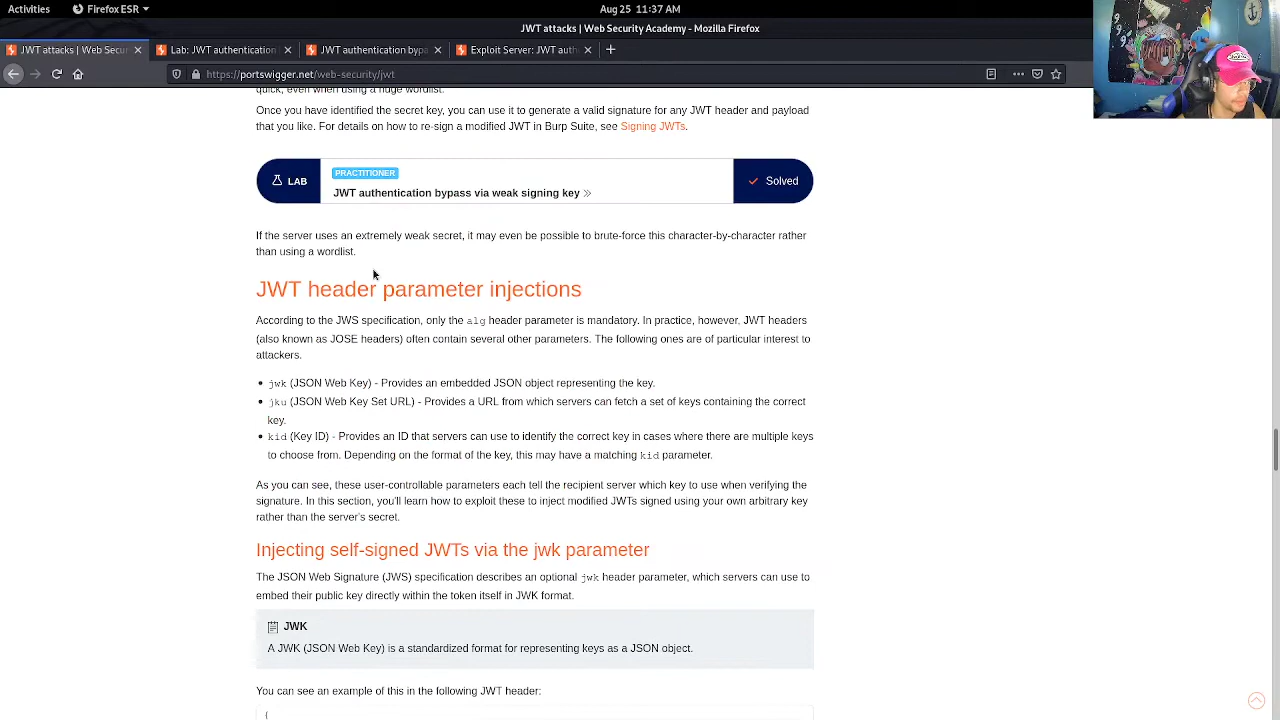 Activities
Firefox ESR
Aug 25 11:37 AM
JWT attacks | Web Security Academy - Mozilla Firefox
JWT attacks | Web Secur
Lab: JWT authentication
JWT authentication bypa
Exploit Server: JWT auth
https://portswigger.net/web-security/jwt
quick, even when using a huge wordlist.
Once you have identified the secret key, you can use it to generate a valid signature for any JWT header and payload
that you like. For details on how to re-sign a modified JWT in Burp Suite, see Signing JWTs.
LAB
PRACTITIONER
JWT authentication bypass via weak signing key
Solved
If the server uses an extremely weak secret, it may even be possible to brute-force this character-by-character rather
than using a wordlist.
JWT header parameter injections
According to the JWS specification, only the alg header parameter is mandatory. In practice, however, JWT headers
(also known as JOSE headers) often contain several other parameters. The following ones are of particular interest to
attackers.
• jwk (JSON Web Key) - Provides an embedded JSON object representing the key.
• jku (JSON Web Key Set URL) - Provides a URL from which servers can fetch a set of keys containing the correct
key.
• kid (Key ID) - Provides an ID that servers can use to identify the correct key in cases where there are multiple keys
to choose from. Depending on the format of the key, this may have a matching kid parameter.
As you can see, these user-controllable parameters each tell the recipient server which key to use when verifying the
signature. In this section, you'll learn how to exploit these to inject modified JWTs signed using your own arbitrary key
rather than the server's secret.
Injecting self-signed JWTs via the jwk parameter
The JSON Web Signature (JWS) specification describes an optional jwk header parameter, which servers can use to
embed their public key directly within the token itself in JWK format.
JWK
A JWK (JSON Web Key) is a standardized format for representing keys as a JSON object.
You can see an example of this in the following JWT header:
{